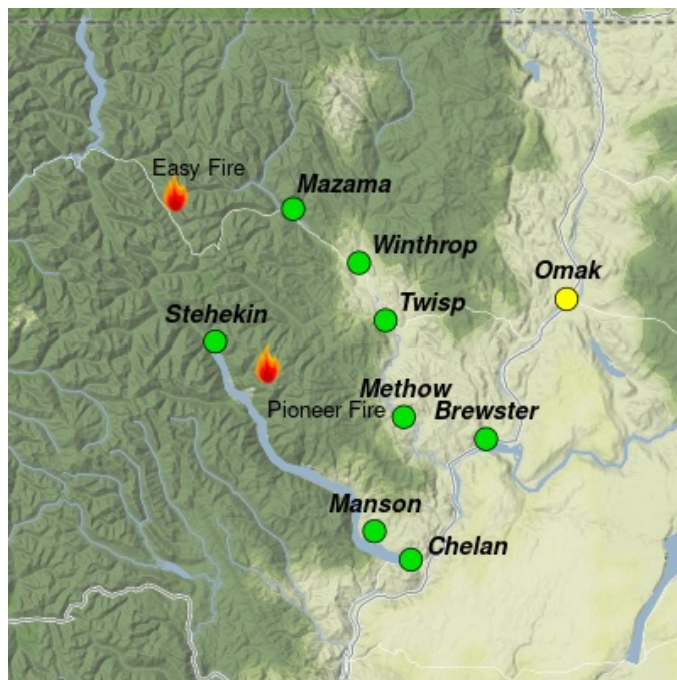 Easy Fire
Mazama
Winthrop
Omak
Twisp
Stehekin
Methow
Pioneer Fire
Brewster
Manson
Chelan